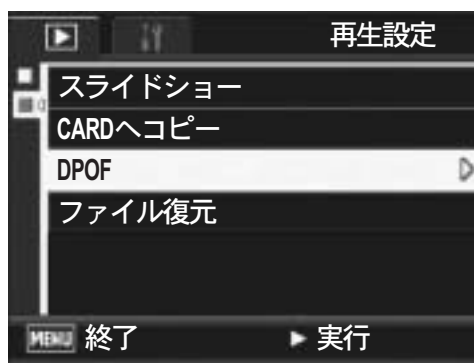 再生設定
スライドショー
CARDへコピー
DPOF
ファイル復元
MENU 終了 ▶ 実行